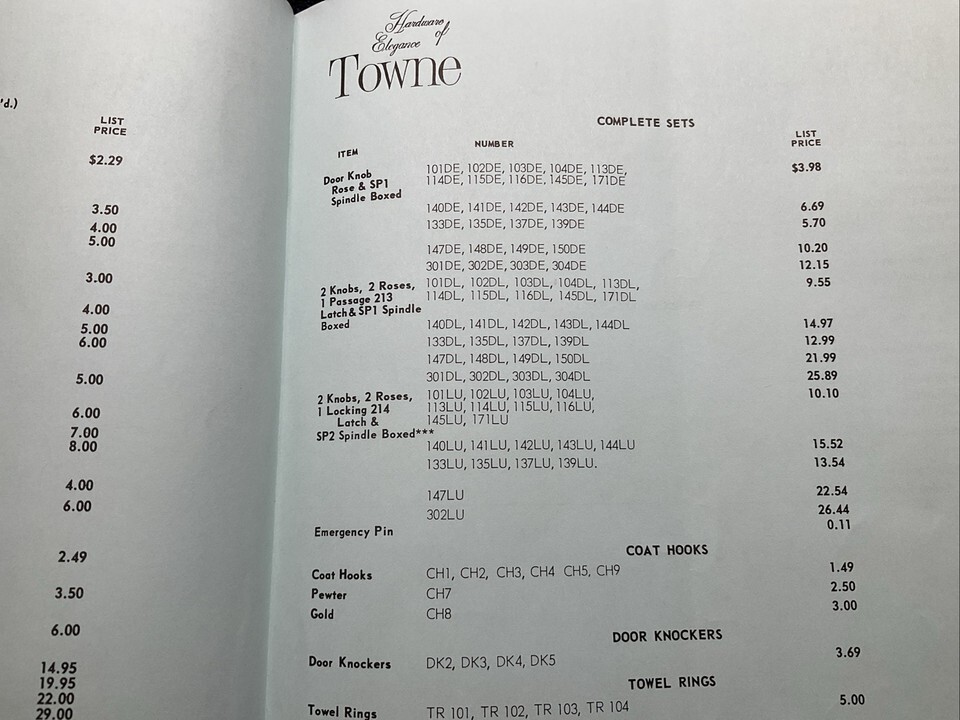 'd.)
LIST
PRICE
$2.29
3.50
4.00
5.00
3.00
4.00
5.00
6.00
5.00
6.00
7.00
8.00
4.00
6.00
2.49
3.50
6.00
14.95
19.95
22.00
29.00
Hardware
of
Elegance
Towne
COMPLETE SETS
ITEM NUMBER LIST
PRICE
Door Knob 101DE, 102DE, 103DE, 104DE, 113DE, $3.98
Rose & SP1 114DE, 115DE, 116DE, 145DE, 171DE
Spindle Boxed
140DE, 141DE, 142DE, 143DE, 144DE 6.69
133DE, 135DE, 137DE, 139DE 5.70
147DE, 148DE, 149DE, 150DE 10.20
301DE, 302DE, 303DE, 304DE 12.15
2 Knobs, 2 Roses, 101DL, 102DL, 103DL, 104DL, 113DL, 9.55
1 Passage 213 114DL, 115DL, 116DL, 145DL, 171DL
Latch & SP1 Spindle
Boxed 140DL, 141DL, 142DL, 143DL, 144DL 14.97
133DL, 135DL, 137DL, 139DL 12.99
147DL, 148DL, 149DL, 150DL 21.99
301DL, 302DL, 303DL, 304DL 25.89
2 Knobs, 2 Roses, 101LU, 102LU, 103LU, 104LU, 10.10
1 Locking 214 113LU, 114LU, 115LU, 116LU,
Latch & 145LU, 171LU
SP2 Spindle Boxed***
140LU, 141LU, 142LU, 143LU, 144LU 15.52
133LU, 135LU, 137LU, 139LU. 13.54
147LU 22.54
302LU 26.44
Emergency Pin 0.11
COAT HOOKS
Coat Hooks CH1, CH2, CH3, CH4 CH5, CH9 1.49
Pewter CH7 2.50
Gold CH8 3.00
DOOR KNOCKERS
Door Knockers DK2, DK3, DK4, DK5 3.69
TOWEL RINGS
Towel Rings TR 101, TR 102, TR 103, TR 104 5.00